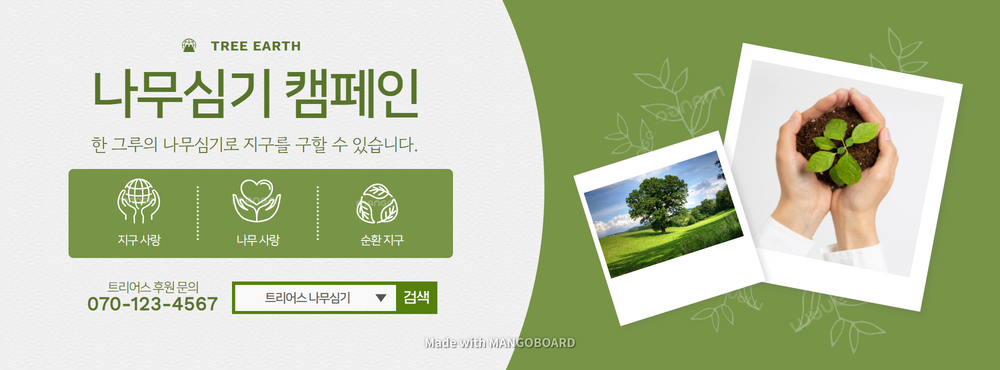 TREE EARTH
나무심기 캠페인
한 그루의 나무심기로 지구를 구할 수 있습니다.
지구 사랑
나무 사랑
순환 지구
트리어스 후원 문의
070-123-4567
트리어스 나무심기
검색
Made with MANGOBOARD